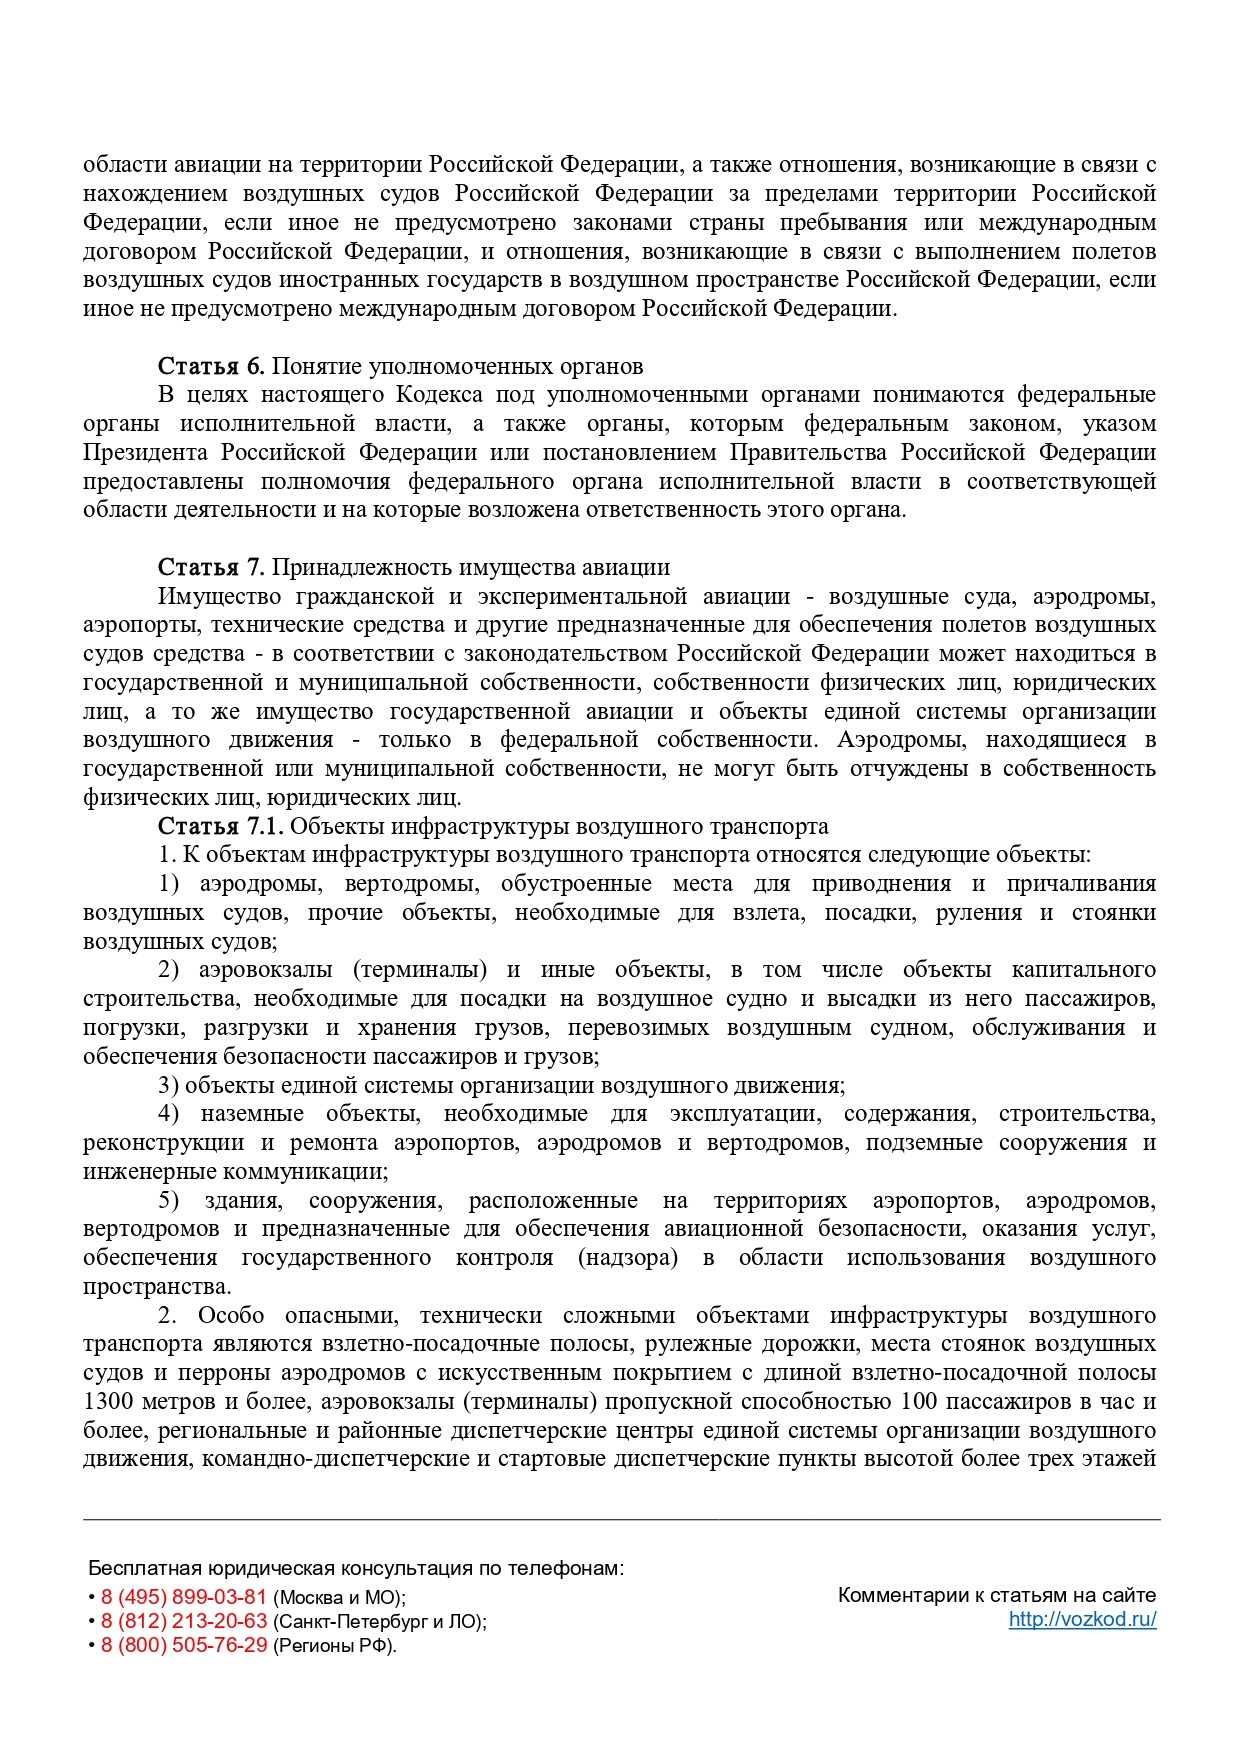 области авиации на территории Российской Федерации, а также отношения, возникающие в связи с
нахождением воздушных судов Российской Федерации за пределами территории Российской
Федерации, если иное не предусмотрено законами страны пребывания или международным
договором Российской Федерации, и отношения, возникающие в связи с выполнением полетов
воздушных судов иностранных государств в воздушном пространстве Российской Федерации, если
иное не предусмотрено международным договором Российской Федерации.
Статья 6. Понятие уполномоченных органов
В целях настоящего Кодекса под уполномоченными органами понимаются федеральные
органы исполнительной власти, а также органы, которым федеральным законом, указом
Президента Российской Федерации или постановлением Правительства Российской Федерации
предоставлены полномочия федерального органа исполнительной власти в соответствующей
области деятельности и на которые возложена ответственность этого органа.
Статья 7. Принадлежность имущества авиации
Имущество гражданской и экспериментальной авиации - воздушные суда, аэродромы,
аэропорты, технические средства и другие предназначенные для обеспечения полетов воздушных
судов средства - в соответствии с законодательством Российской Федерации может находиться в
государственной и муниципальной собственности, собственности физических лиц, юридических
лиц, а то же имущество государственной авиации и объекты единой системы организации
воздушного движения - только в федеральной собственности. Аэродромы, находящиеся в
государственной или муниципальной собственности, не могут быть отчуждены в собственность
физических лиц, юридических лиц.
Статья 7.1. Объекты инфраструктуры воздушного транспорта
1. К объектам инфраструктуры воздушного транспорта относятся следующие объекты:
1) аэродромы, вертодромы, обустроенные места для приводнения и причаливания
воздушных судов, прочие объекты, необходимые для взлета, посадки, руления и стоянки
воздушных судов;
2) аэровокзалы (терминалы) и иные объекты, в том числе объекты капитального
строительства, необходимые для посадки на воздушное судно и высадки из него пассажиров,
погрузки, разгрузки и хранения грузов, перевозимых воздушным судном, обслуживания и
обеспечения безопасности пассажиров и грузов;
3) объекты единой системы организации воздушного движения;
4) наземные объекты, необходимые для эксплуатации, содержания, строительства,
реконструкции и ремонта аэропортов, аэродромов и вертодромов, подземные сооружения и
инженерные коммуникации;
5) здания, сооружения, расположенные на территориях аэропортов, аэродромов,
вертодромов и предназначенные для обеспечения авиационной безопасности, оказания услуг,
обеспечения государственного контроля (надзора) в области использования воздушного
пространства.
2. Особо опасными, технически сложными объектами инфраструктуры воздушного
транспорта являются взлетно-посадочные полосы, рулежные дорожки, места стоянок воздушных
судов и перроны аэродромов с искусственным покрытием с длиной взлетно-посадочной полосы
1300 метров и более, аэровокзалы (терминалы) пропускной способностью 100 пассажиров в час и
более, региональные и районные диспетчерские центры единой системы организации воздушного
движения, командно-диспетчерские и стартовые диспетчерские пункты высотой более трех этажей
Бесплатная юридическая консультация по телефонам:
• 8 (495) 899-03-81 (Москва и МО);
• 8 (812) 213-20-63 (Санкт-Петербург и ЛО);
• 8 (800) 505-76-29 (Регионы РФ).
Комментарии к статьям на сайте
http://vozkod.ru/